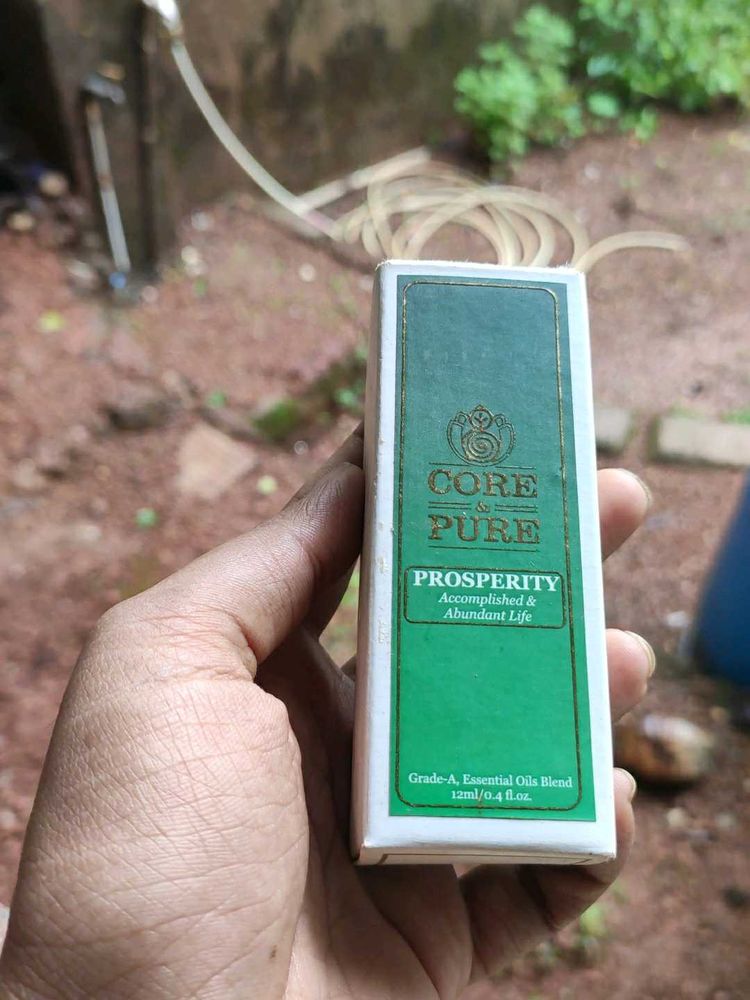 CORE
&
PURE
PROSPERITY
Accomplished &
Abundant Life
Grade-A, Essential Oils Blend
12ml/0.4 fl.oz.